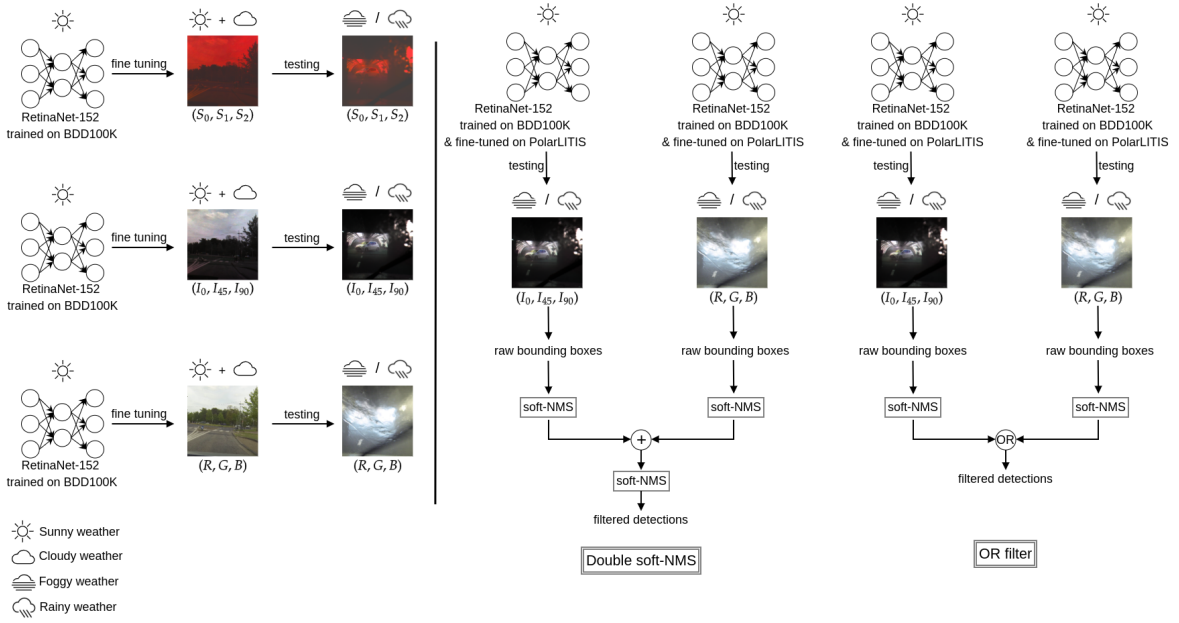 +
/
fine tuning
testing
(S₀, S₁, S₂)
(S₀, S₁, S₂)
RetinaNet-152
trained on BDD100K
+
/
fine tuning
testing
(I₀, I₄₅, I₉₀)
(I₀, I₄₅, I₉₀)
RetinaNet-152
trained on BDD100K
+
/
fine tuning
testing
(R, G, B)
(R, G, B)
RetinaNet-152
trained on BDD100K
Sunny weather
Cloudy weather
Foggy weather
Rainy weather
RetinaNet-152
trained on BDD100K
& fine-tuned on PolarLITIS
testing
/
(I₀, I₄₅, I₉₀)
raw bounding boxes
soft-NMS
RetinaNet-152
trained on BDD100K
& fine-tuned on PolarLITIS
testing
/
(R, G, B)
raw bounding boxes
soft-NMS
+
soft-NMS
filtered detections
Double soft-NMS
RetinaNet-152
trained on BDD100K
& fine-tuned on PolarLITIS
testing
/
(I₀, I₄₅, I₉₀)
raw bounding boxes
soft-NMS
RetinaNet-152
trained on BDD100K
& fine-tuned on PolarLITIS
testing
/
(R, G, B)
raw bounding boxes
soft-NMS
OR
filtered detections
OR filter